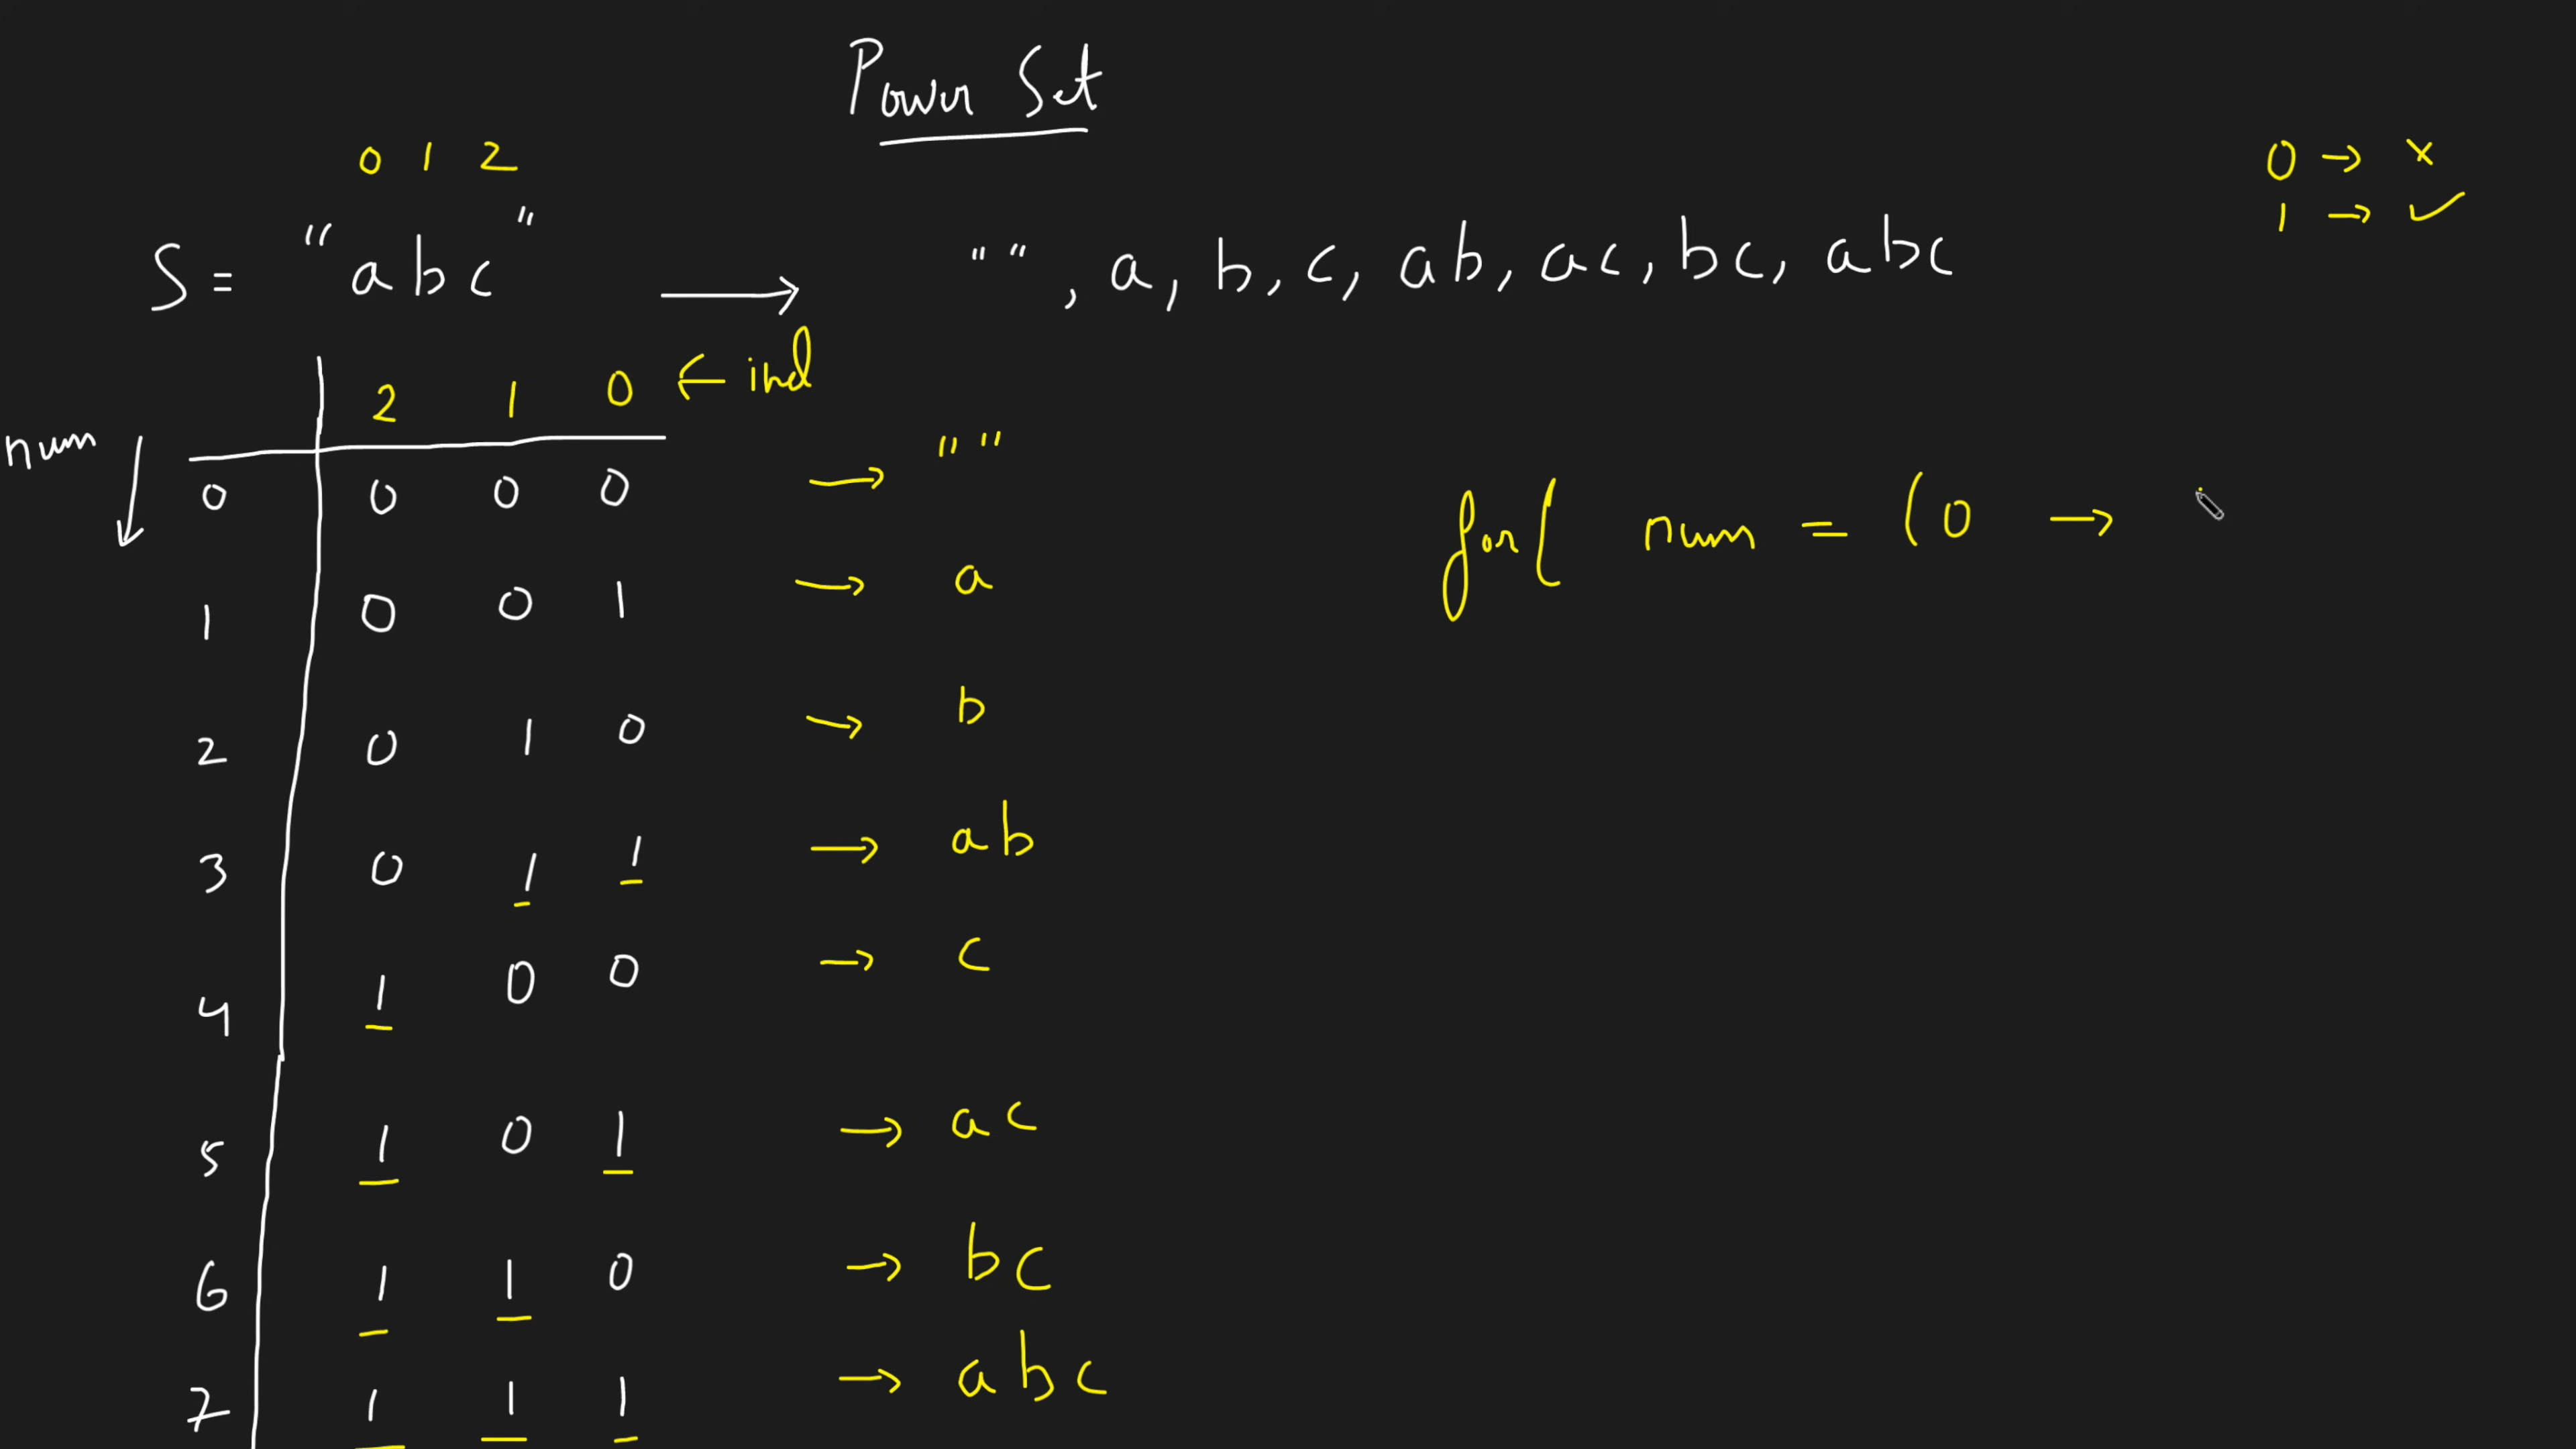 Power Set
0 1 2
0 → ×
1 → ✓
S = "abc" → "", a, b, c, ab, ac, bc, abc
2 1 0 ← ind
num ↓
0 0 0 0 → ""
for( num = (0 →
1 0 0 1 → a
2 0 1 0 → b
3 0 1 1 → ab
4 1 0 0 → c
5 1 0 1 → ac
6 1 1 0 → bc
7 1 1 1 → abc